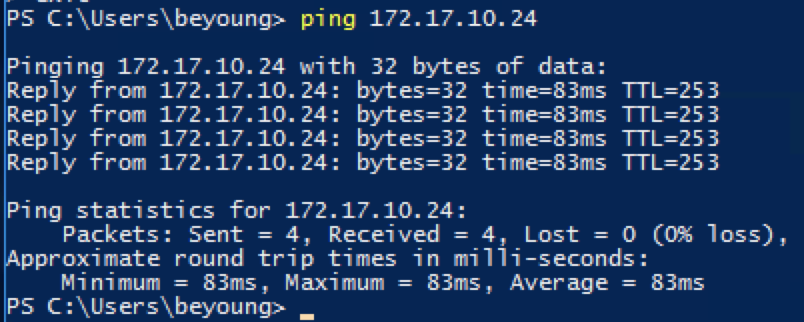 PS C:\Users\beyoung> ping 172.17.10.24
Pinging 172.17.10.24 with 32 bytes of data:
Reply from 172.17.10.24: bytes=32 time=83ms TTL=253
Reply from 172.17.10.24: bytes=32 time=83ms TTL=253
Reply from 172.17.10.24: bytes=32 time=83ms TTL=253
Reply from 172.17.10.24: bytes=32 time=83ms TTL=253
Ping statistics for 172.17.10.24:
    Packets: Sent = 4, Received = 4, Lost = 0 (0% loss),
Approximate round trip times in milli-seconds:
    Minimum = 83ms, Maximum = 83ms, Average = 83ms
PS C:\Users\beyoung> _